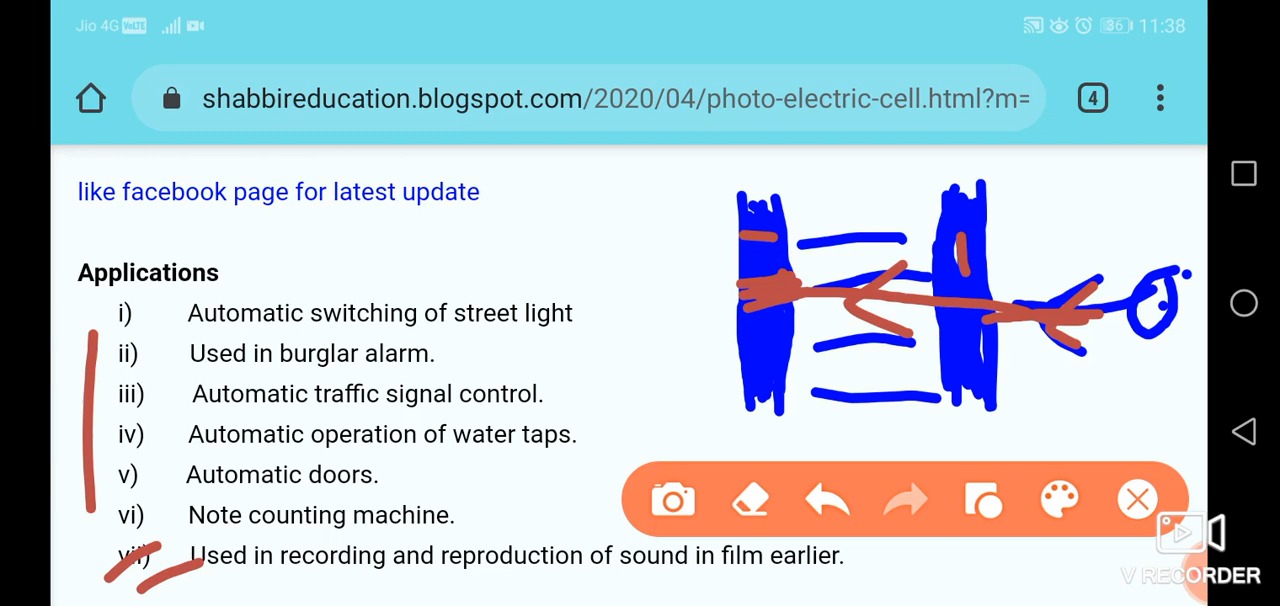 Jio 4G VoLTE 36 11:38
shabbireducation.blogspot.com/2020/04/photo-electric-cell.html?m= 4
like facebook page for latest update
Applications
i) Automatic switching of street light
ii) Used in burglar alarm.
iii) Automatic traffic signal control.
iv) Automatic operation of water taps.
v) Automatic doors.
vi) Note counting machine.
vii) Used in recording and reproduction of sound in film earlier.
V RECORDER